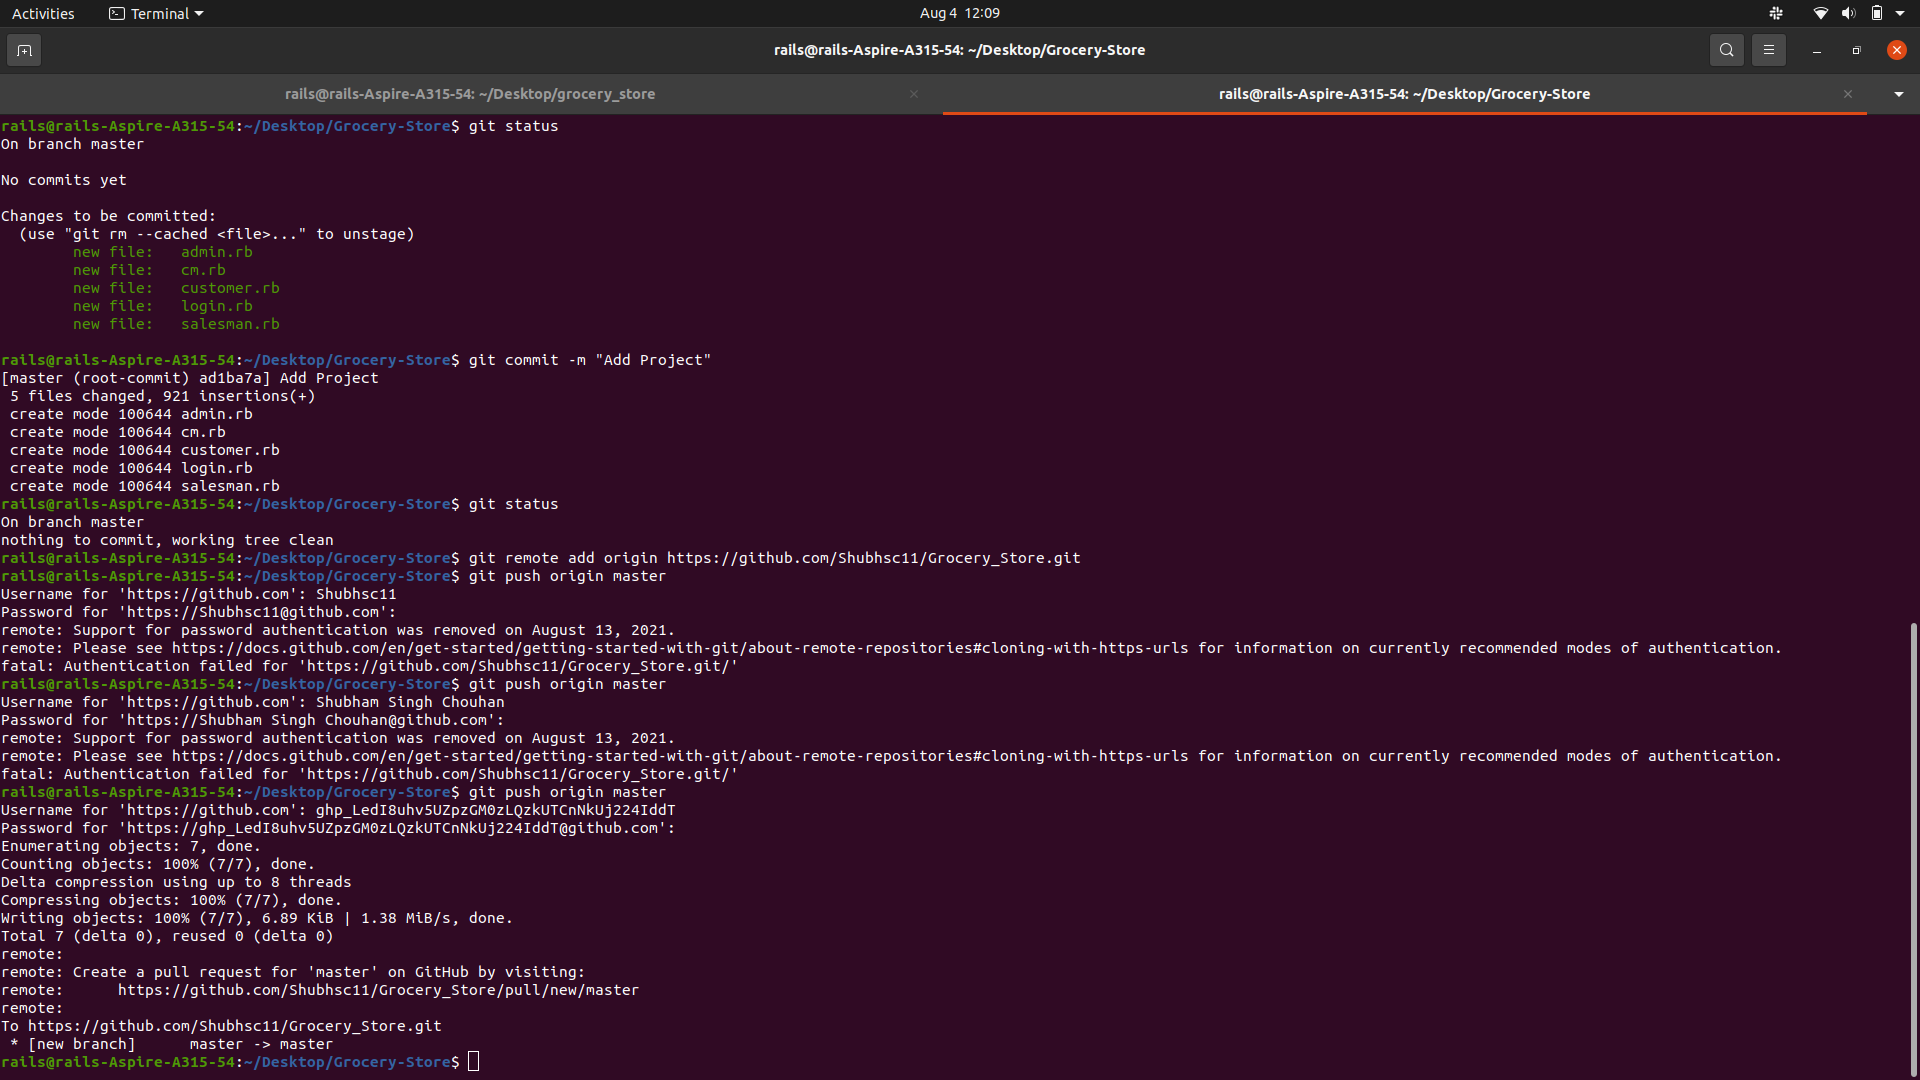 Activities
Terminal
Aug 4 12:09
rails@rails-Aspire-A315-54: ~/Desktop/Grocery-Store
rails@rails-Aspire-A315-54: ~/Desktop/grocery_store
rails@rails-Aspire-A315-54: ~/Desktop/Grocery-Store
rails@rails-Aspire-A315-54:~/Desktop/Grocery-Store$ git status
On branch master
No commits yet
Changes to be committed:
  (use "git rm --cached <file>..." to unstage)
        new file:   admin.rb
        new file:   cm.rb
        new file:   customer.rb
        new file:   login.rb
        new file:   salesman.rb
rails@rails-Aspire-A315-54:~/Desktop/Grocery-Store$ git commit -m "Add Project"
[master (root-commit) ad1ba7a] Add Project
 5 files changed, 921 insertions(+)
 create mode 100644 admin.rb
 create mode 100644 cm.rb
 create mode 100644 customer.rb
 create mode 100644 login.rb
 create mode 100644 salesman.rb
rails@rails-Aspire-A315-54:~/Desktop/Grocery-Store$ git status
On branch master
nothing to commit, working tree clean
rails@rails-Aspire-A315-54:~/Desktop/Grocery-Store$ git remote add origin https://github.com/Shubhsc11/Grocery_Store.git
rails@rails-Aspire-A315-54:~/Desktop/Grocery-Store$ git push origin master
Username for 'https://github.com': Shubhsc11
Password for 'https://Shubhsc11@github.com':
remote: Support for password authentication was removed on August 13, 2021.
remote: Please see https://docs.github.com/en/get-started/getting-started-with-git/about-remote-repositories#cloning-with-https-urls for information on currently recommended modes of authentication.
fatal: Authentication failed for 'https://github.com/Shubhsc11/Grocery_Store.git/'
rails@rails-Aspire-A315-54:~/Desktop/Grocery-Store$ git push origin master
Username for 'https://github.com': Shubham Singh Chouhan
Password for 'https://Shubham Singh Chouhan@github.com':
remote: Support for password authentication was removed on August 13, 2021.
remote: Please see https://docs.github.com/en/get-started/getting-started-with-git/about-remote-repositories#cloning-with-https-urls for information on currently recommended modes of authentication.
fatal: Authentication failed for 'https://github.com/Shubhsc11/Grocery_Store.git/'
rails@rails-Aspire-A315-54:~/Desktop/Grocery-Store$ git push origin master
Username for 'https://github.com': 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
Password for 'https://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@github.com':
Enumerating objects: 7, done.
Counting objects: 100% (7/7), done.
Delta compression using up to 8 threads
Compressing objects: 100% (7/7), done.
Writing objects: 100% (7/7), 6.89 KiB | 1.38 MiB/s, done.
Total 7 (delta 0), reused 0 (delta 0)
remote:
remote: Create a pull request for 'master' on GitHub by visiting:
remote:      https://github.com/Shubhsc11/Grocery_Store/pull/new/master
remote:
To https://github.com/Shubhsc11/Grocery_Store.git
 * [new branch]      master -> master
rails@rails-Aspire-A315-54:~/Desktop/Grocery-Store$